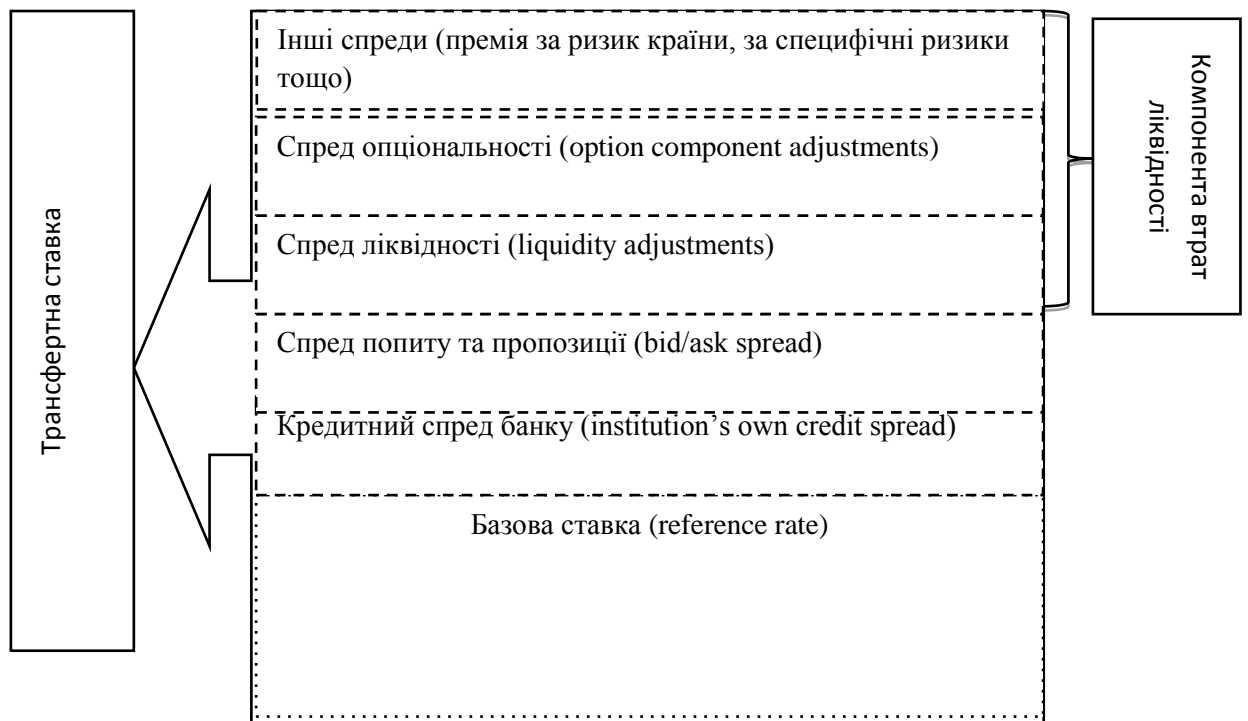 Трансфертна ставка
Інші спреди (премія за ризик країни, за специфічні ризики
тощо)
Спред опціональності (option component adjustments)
Спред ліквідності (liquidity adjustments)
Спред попиту та пропозиції (bid/ask spread)
Кредитний спред банку (institution’s own credit spread)
Базова ставка (reference rate)
Компонента втрат
ліквідності